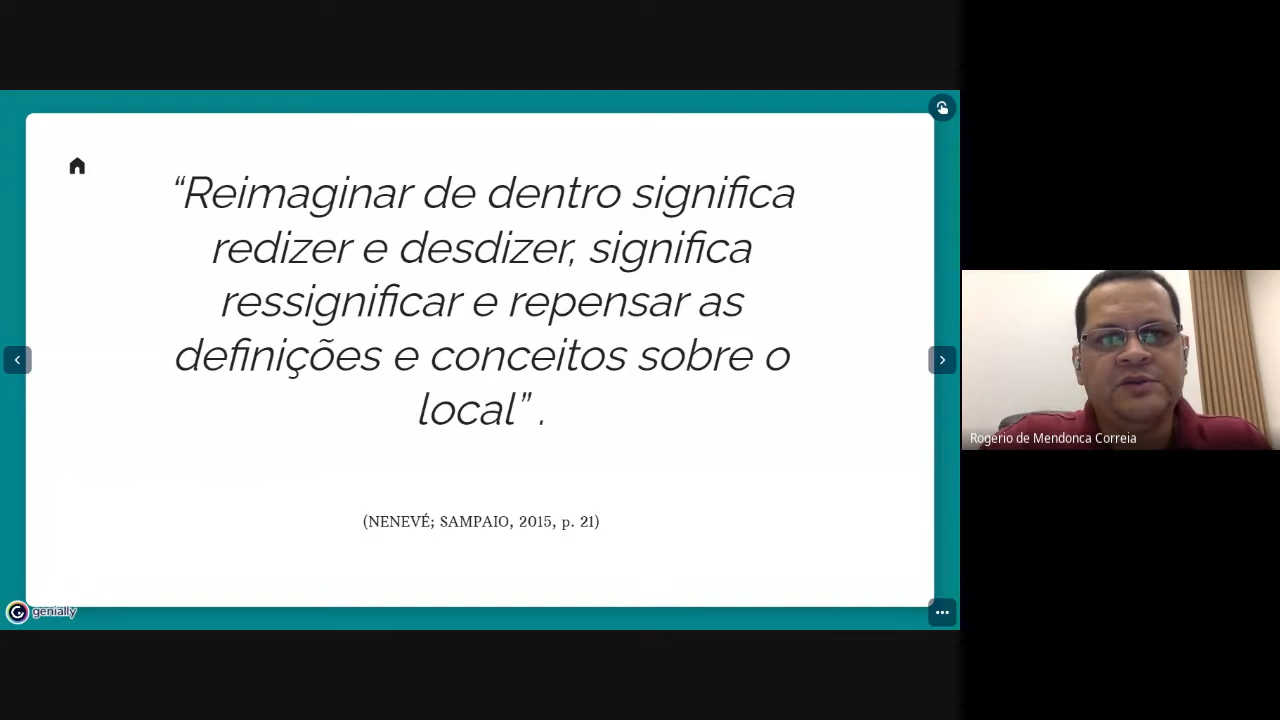 “Reimaginar de dentro significa
redizer e desdizer, significa
ressignificar e repensar as
definições e conceitos sobre o
local” .
(NENEVÉ; SAMPAIO, 2015, p. 21)
genially
Rogerio de Mendonca Correia